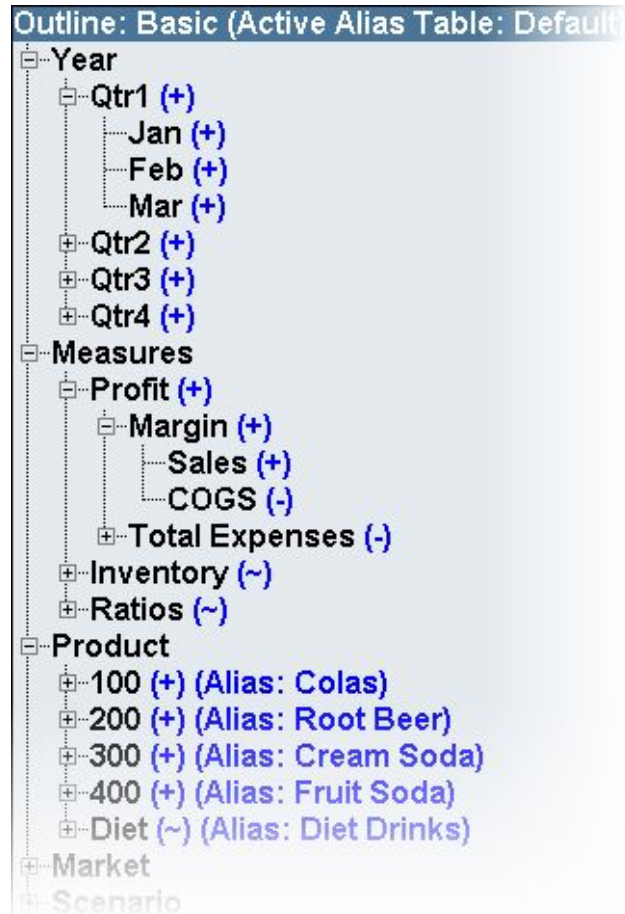 Outline: Basic (Active Alias Table: Default)
Year
Qtr1 (+)
Jan (+)
Feb (+)
Mar (+)
Qtr2 (+)
Qtr3 (+)
Qtr4 (+)
Measures
Profit (+)
Margin (+)
Sales (+)
COGS (-)
Total Expenses (-)
Inventory (~)
Ratios (~)
Product
100 (+) (Alias: Colas)
200 (+) (Alias: Root Beer)
300 (+) (Alias: Cream Soda)
400 (+) (Alias: Fruit Soda)
Diet (~) (Alias: Diet Drinks)
Market
Scenario